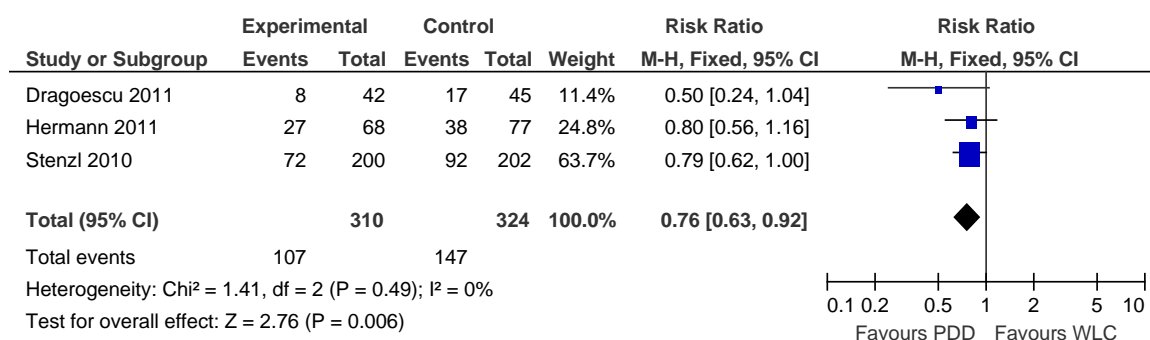 Experimental Control Risk Ratio Risk Ratio
Study or Subgroup Events Total Events Total Weight M-H, Fixed, 95% CI M-H, Fixed, 95% CI
Dragoescu 2011 8 42 17 45 11.4% 0.50 [0.24, 1.04]
Hermann 2011 27 68 38 77 24.8% 0.80 [0.56, 1.16]
Stenzl 2010 72 200 92 202 63.7% 0.79 [0.62, 1.00]
Total (95% CI) 310 324 100.0% 0.76 [0.63, 0.92]
Total events 107 147
Heterogeneity: Chi² = 1.41, df = 2 (P = 0.49); I² = 0%
Test for overall effect: Z = 2.76 (P = 0.006)
0.1 0.2 0.5 1 2 5 10
Favours PDD Favours WLC